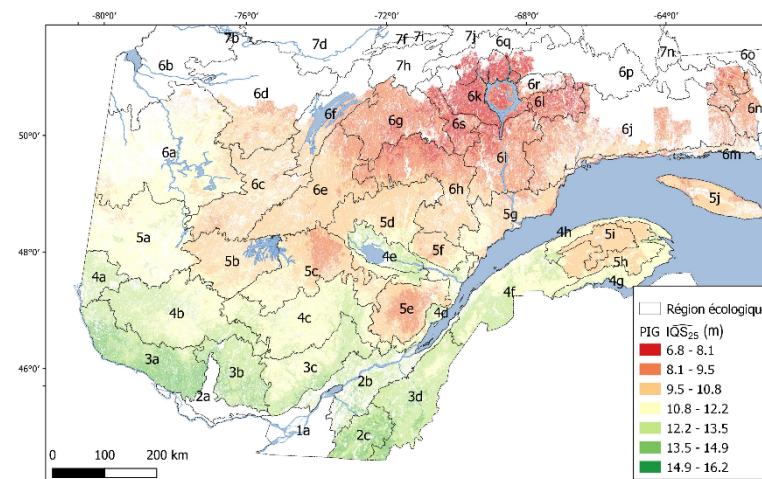 -80°0' -76°0' -72°0' -68°0' -64°0'
7b 7d 7f 7i 7j 6q 7n 6o
6b 7h 6r 6p
6d 6f 6k 6l 6n
50°0' 6g 6s 6j
6a 6i 6m
6c 6e 6h 5j
5d 5g
5a 4h 5i
48°0' 5b 4e 5f 5h
4a 5c 4g
4b 4c 5e 4d 4f
46°0' 3a 3b 3c 2b 3d
2a
1a 2c
0 100 200 km
Région écologique
PIG IQS25 (m)
6.8 - 8.1
8.1 - 9.5
9.5 - 10.8
10.8 - 12.2
12.2 - 13.5
13.5 - 14.9
14.9 - 16.2